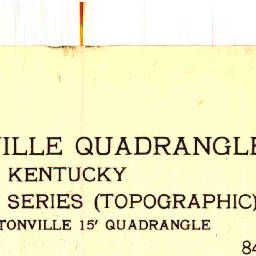 VILLE QUADRANGLE
KENTUCKY
SERIES (TOPOGRAPHIC)
TONVILLE 15′ QUADRANGLE
84